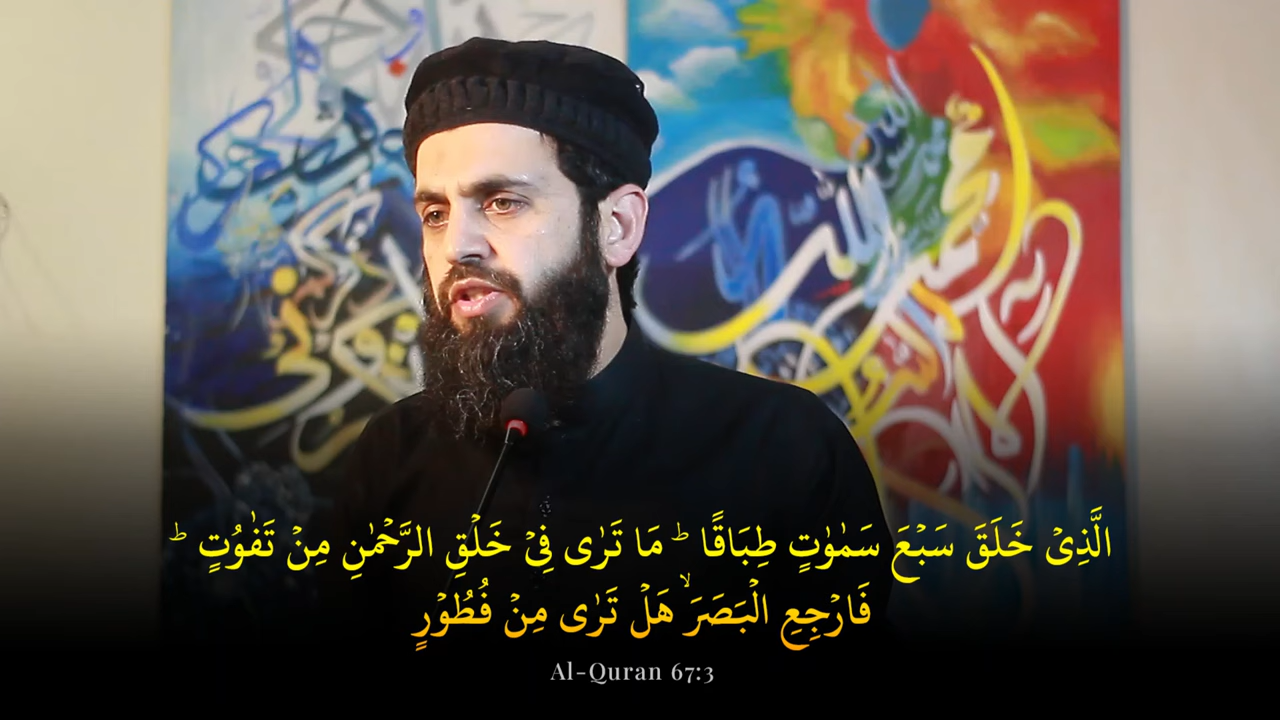 الَّذِیۡ خَلَقَ سَبۡعَ سَمٰوٰتٍ طِبَاقًا ؕ مَا تَرٰی فِیۡ خَلۡقِ الرَّحۡمٰنِ مِنۡ تَفٰوُتٍ ؕ
فَارۡجِعِ الۡبَصَرَ ۙ هَلۡ تَرٰی مِنۡ فُطُوۡرٍ
Al-Quran 67:3